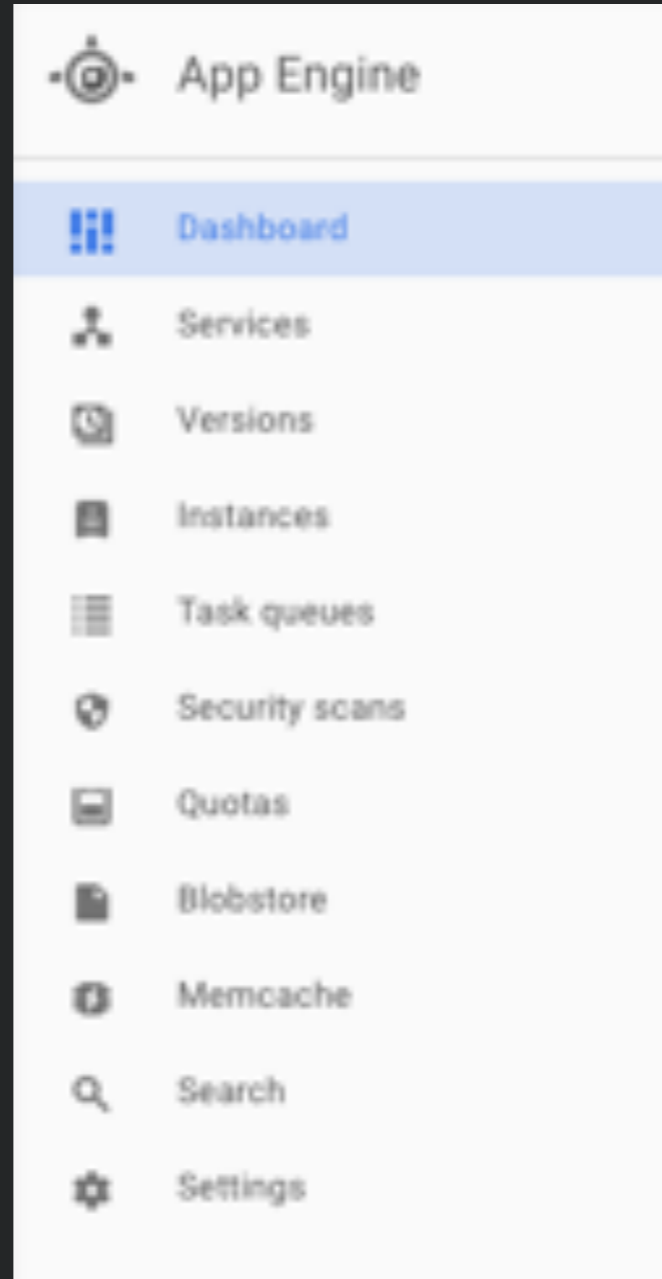 App Engine
Dashboard
Services
Versions
Instances
Task queues
Security scans
Quotas
Blobstore
Memcache
Search
Settings